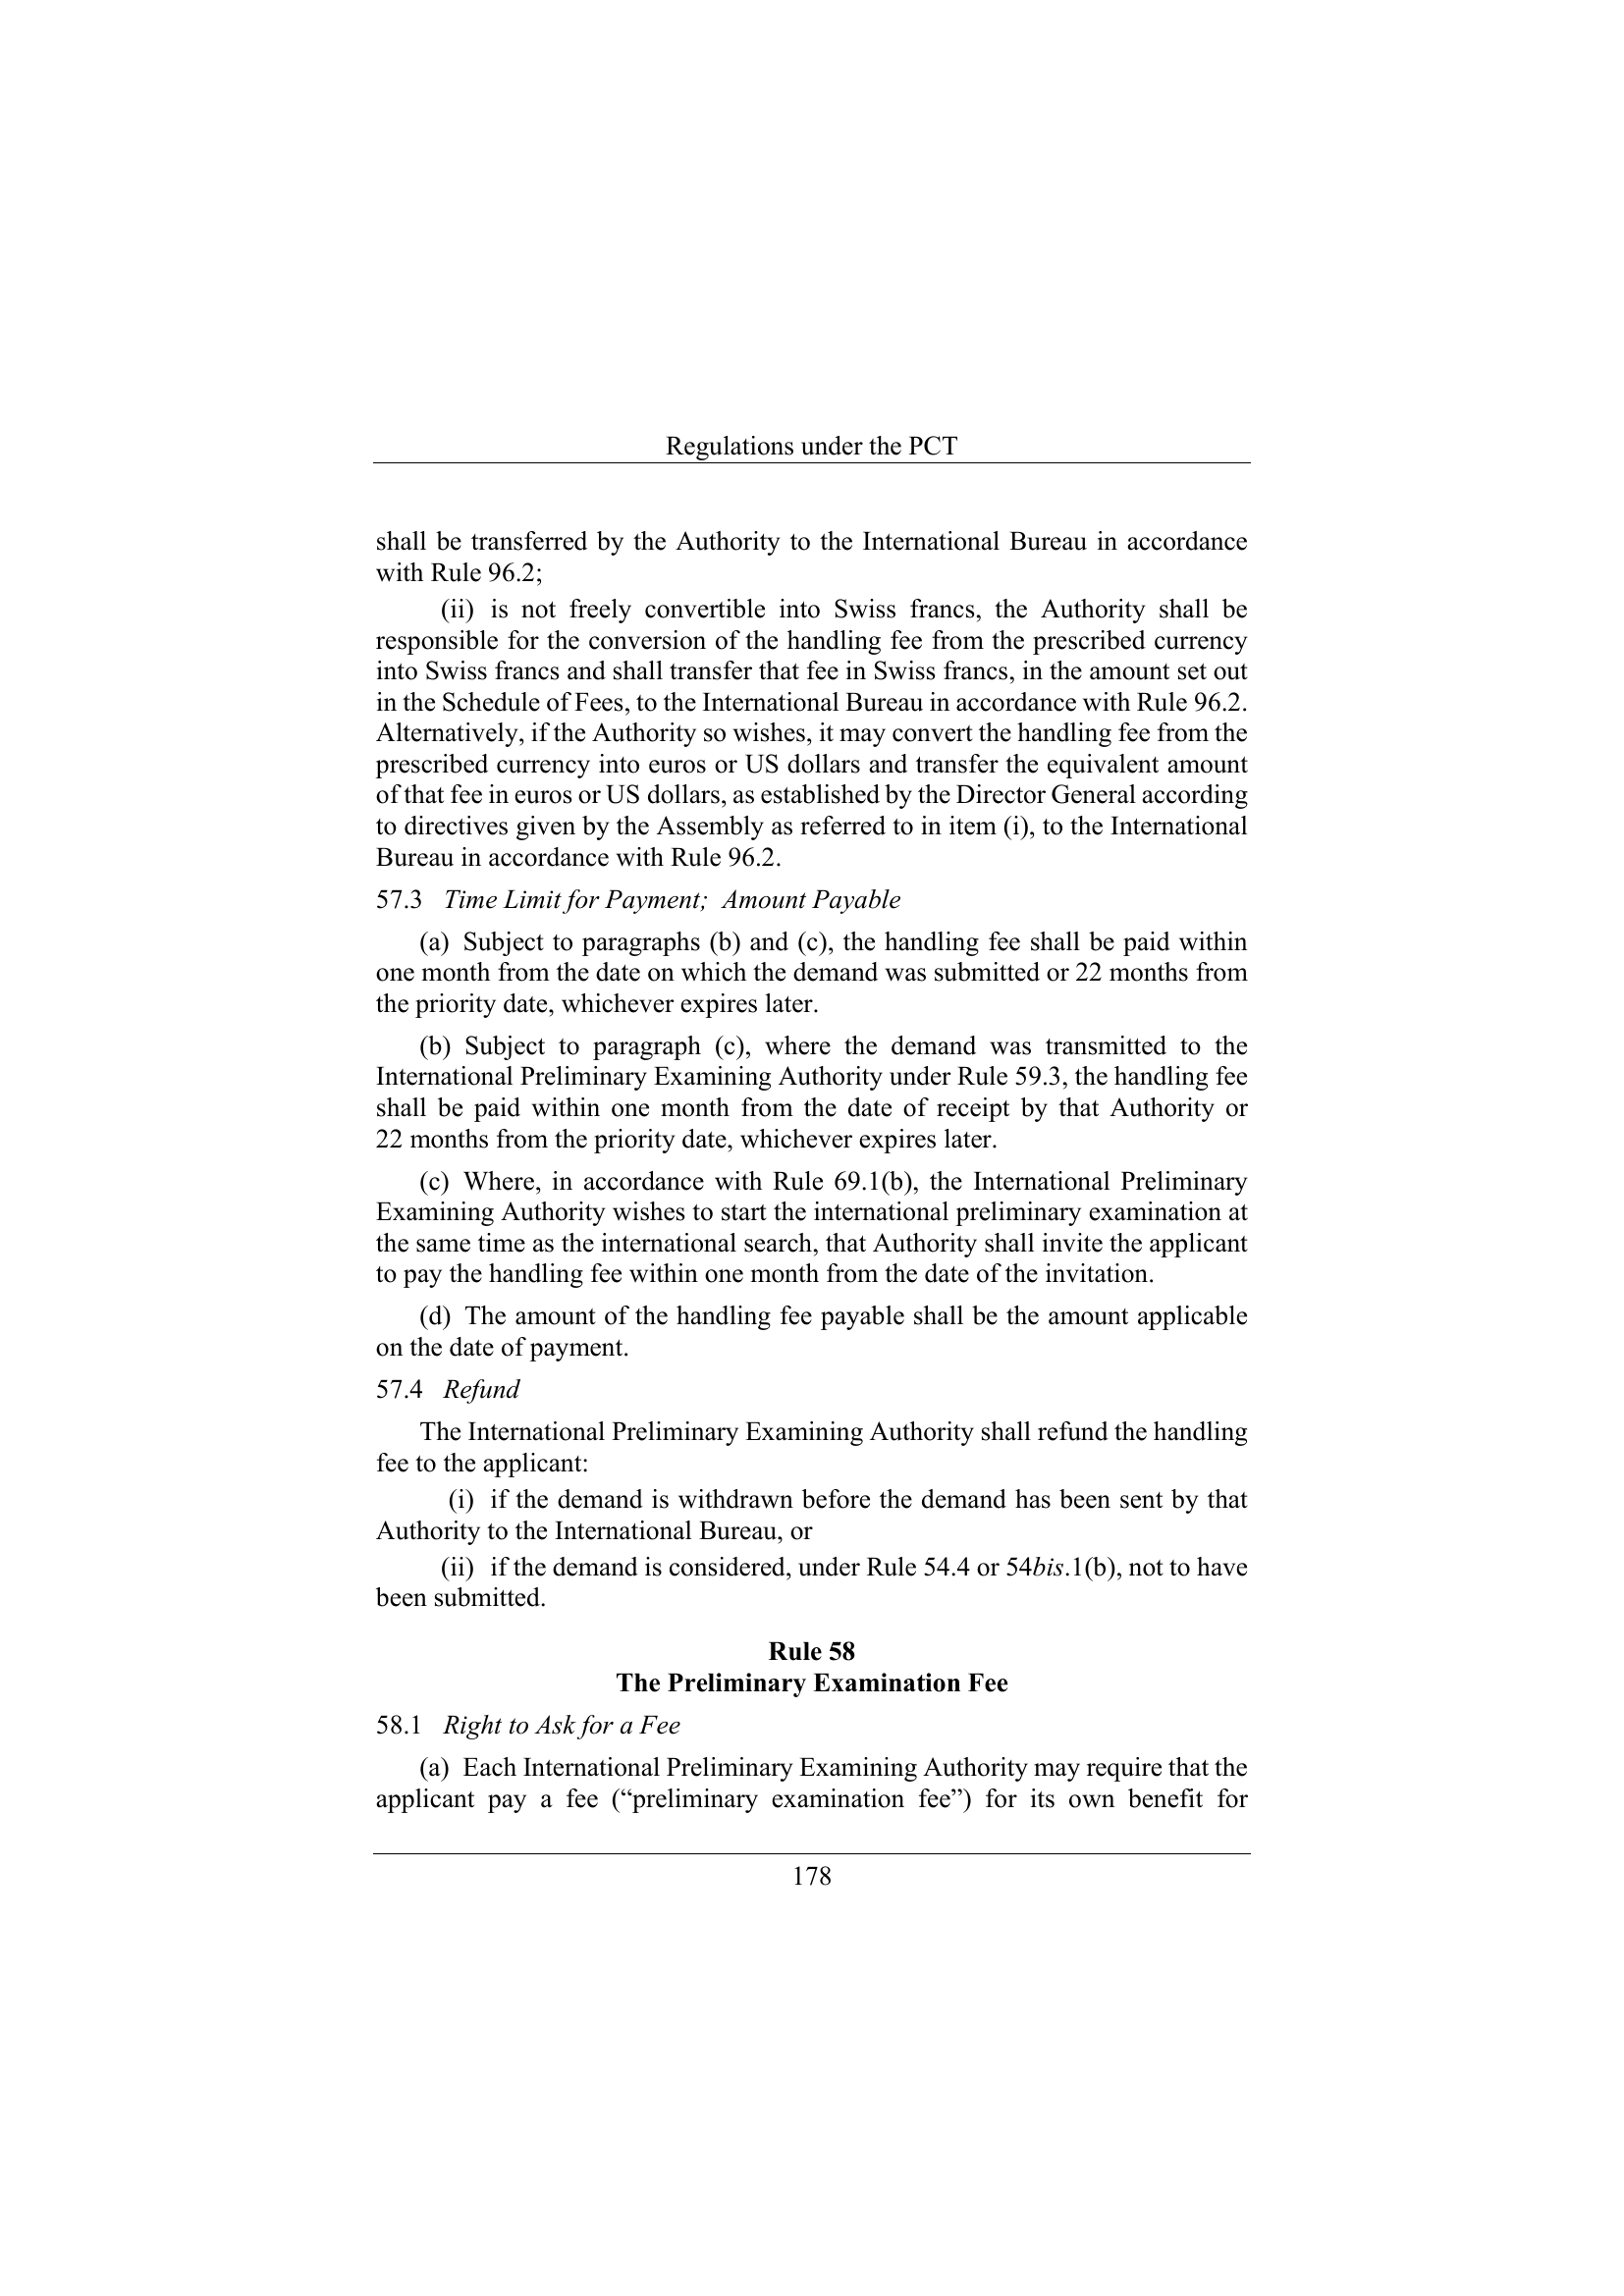 Regulations under the PCT
shall be transferred by the Authority to the International Bureau in accordance
with Rule 96.2;
(ii) is not freely convertible into Swiss francs, the Authority shall be
responsible for the conversion of the handling fee from the prescribed currency
into Swiss francs and shall transfer that fee in Swiss francs, in the amount set out
in the Schedule of Fees, to the International Bureau in accordance with Rule 96.2.
Alternatively, if the Authority so wishes, it may convert the handling fee from the
prescribed currency into euros or US dollars and transfer the equivalent amount
of that fee in euros or US dollars, as established by the Director General according
to directives given by the Assembly as referred to in item (i), to the International
Bureau in accordance with Rule 96.2.
57.3 Time Limit for Payment; Amount Payable
(a) Subject to paragraphs (b) and (c), the handling fee shall be paid within
one month from the date on which the demand was submitted or 22 months from
the priority date, whichever expires later.
(b) Subject to paragraph (c), where the demand was transmitted to the
International Preliminary Examining Authority under Rule 59.3, the handling fee
shall be paid within one month from the date of receipt by that Authority or
22 months from the priority date, whichever expires later.
(c) Where, in accordance with Rule 69.1(b), the International Preliminary
Examining Authority wishes to start the international preliminary examination at
the same time as the international search, that Authority shall invite the applicant
to pay the handling fee within one month from the date of the invitation.
(d) The amount of the handling fee payable shall be the amount applicable
on the date of payment.
57.4 Refund
The International Preliminary Examining Authority shall refund the handling
fee to the applicant:
(i) if the demand is withdrawn before the demand has been sent by that
Authority to the International Bureau, or
(ii) if the demand is considered, under Rule 54.4 or 54bis.1(b), not to have
been submitted.
Rule 58
The Preliminary Examination Fee
58.1 Right to Ask for a Fee
(a) Each International Preliminary Examining Authority may require that the
applicant pay a fee (“preliminary examination fee”) for its own benefit for
178